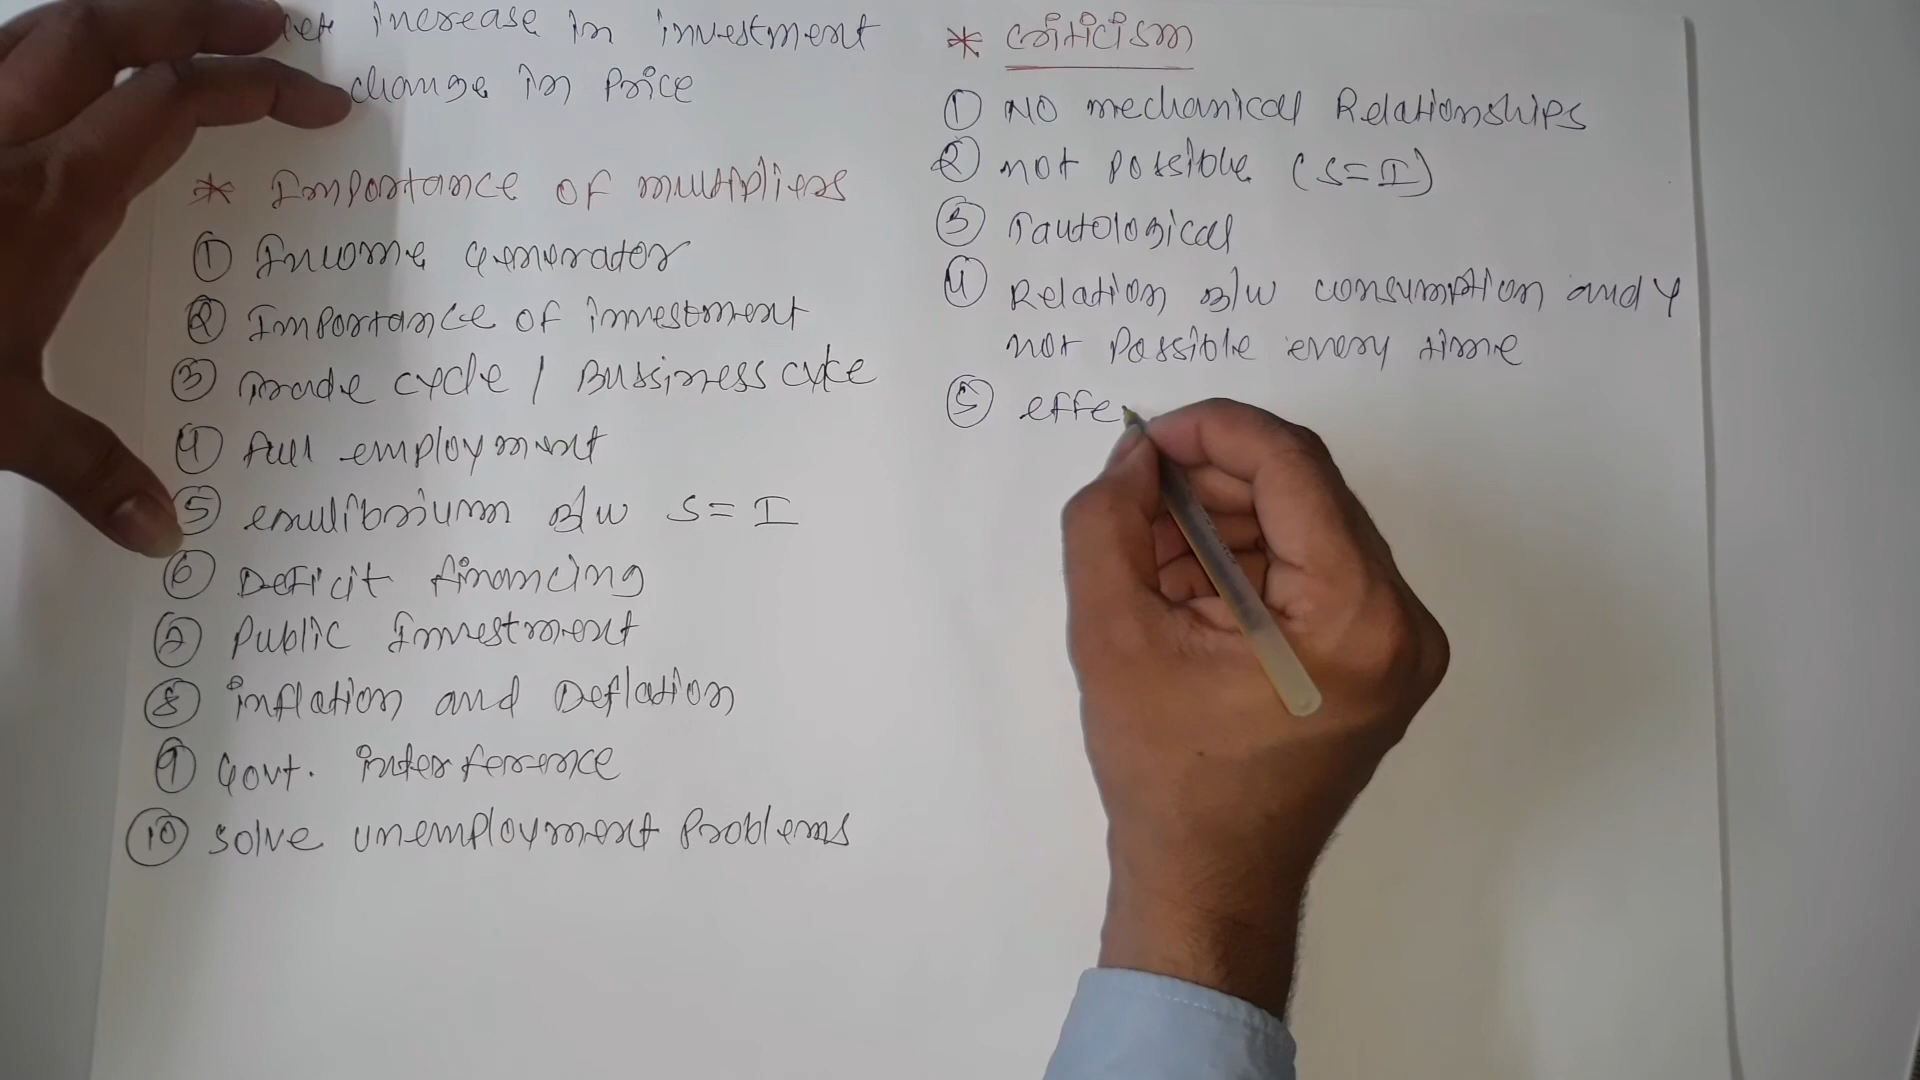 increase in investment
change in Price
* Importance of multipliers
① Income generator
② Importance of investment
③ Trade cycle / Bussiness cycle
④ full employment
⑤ equilibrium b/w S = I
⑥ Deficit financing
⑦ Public Investment
⑧ inflation and Deflation
⑨ Govt. interference
⑩ solve unemployment Problems
* Criticism
① NO mechanical Relationships
② not possible (S = I)
③ Tautological
④ Relation b/w consumption and Y
not Possible every time
⑤ effe